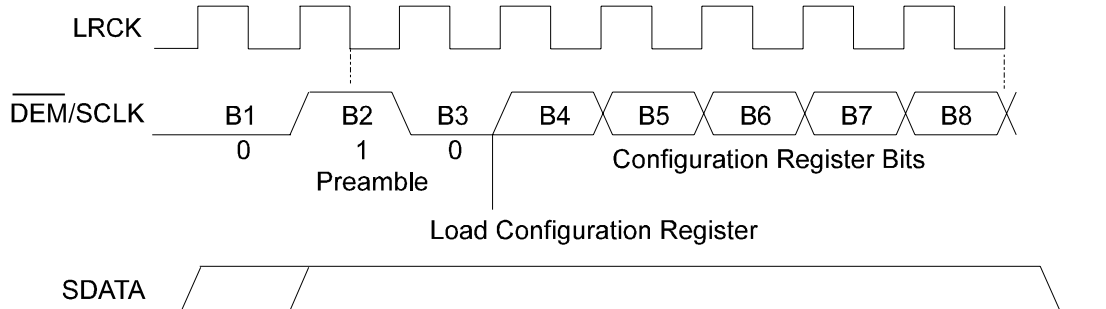 LRCK
DEM/SCLK B1 B2 B3 B4 B5 B6 B7 B8
0 1 0
Configuration Register Bits
Preamble
Load Configuration Register
SDATA